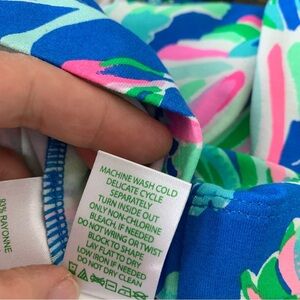 MACHINE WASH COLD
DELICATE CYCLE
SEPARATELY
TURN INSIDE OUT
ONLY NON-CHLORINE
BLEACH, IF NEEDED
DO NOT WRING OR TWIST
BLOCK TO SHAPE
LAY FLAT TO DRY
LOW IRON IF NEEDED
DO NOT DRY CLEAN
RAYONNE